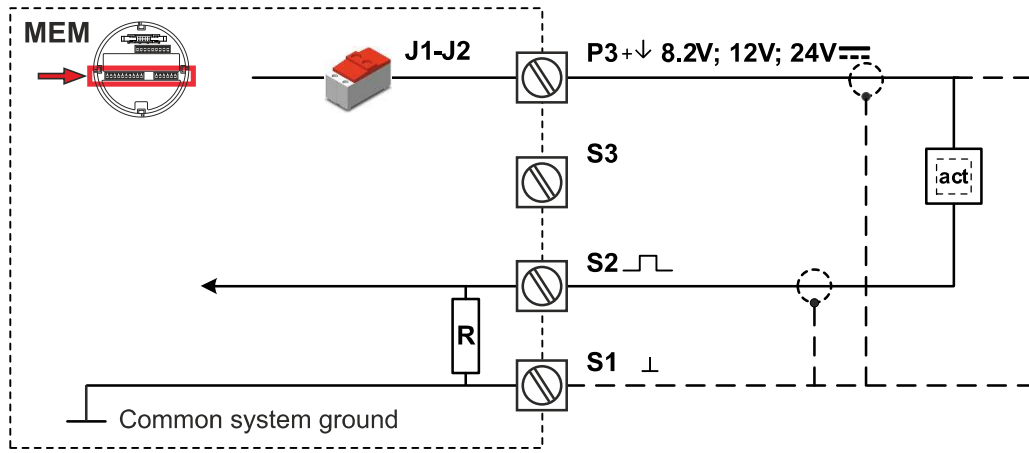 MEM
J1-J2
P3+↓ 8.2V; 12V; 24V
act
S3
S2
R
S1 ⊥
Common system ground